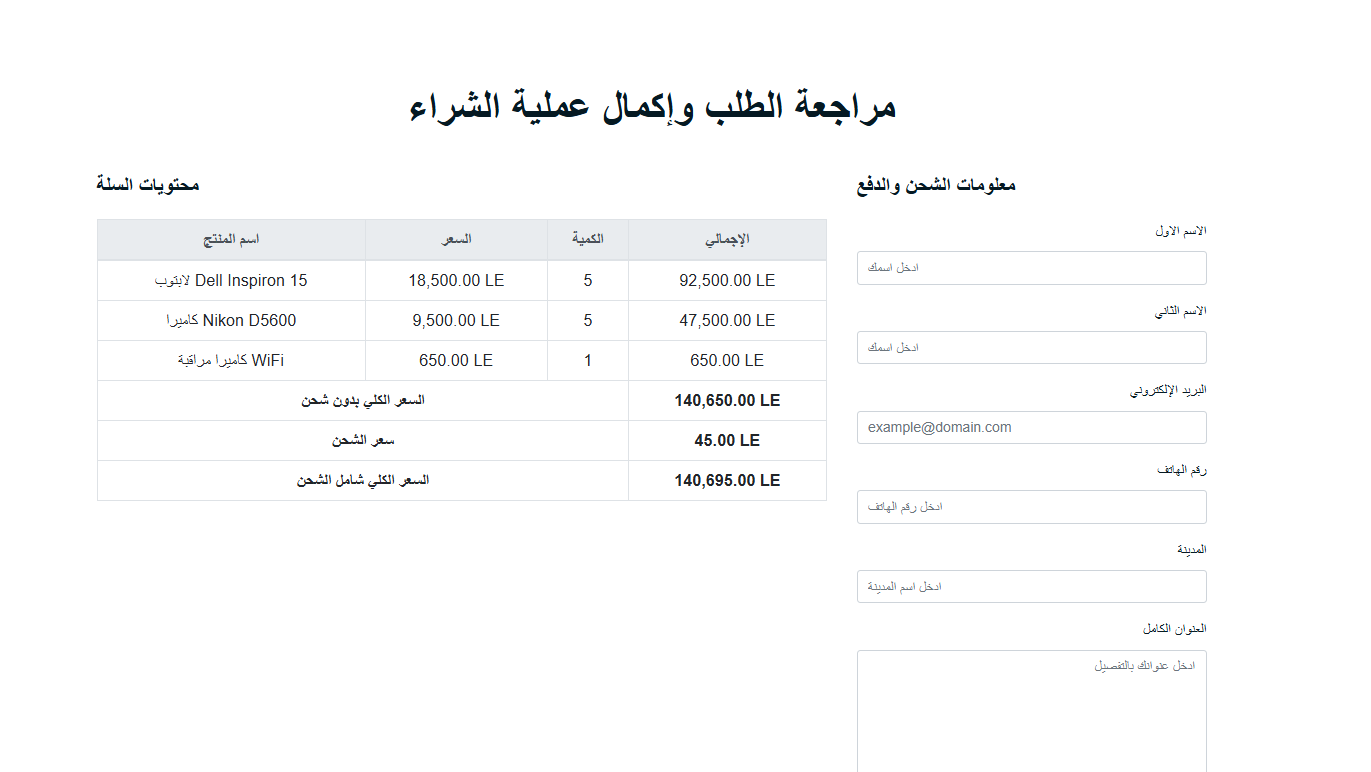 مراجعة الطلب وإكمال عملية الشراء
معلومات الشحن والدفع
الاسم الاول
ادخل اسمك
الاسم الثاني
ادخل اسمك
البريد الإلكتروني
example@domain.com
رقم الهاتف
ادخل رقم الهاتف
المدينة
ادخل اسم المدينة
العنوان الكامل
ادخل عنوانك بالتفصيل
محتويات السلة
اسم المنتج السعر الكمية الإجمالي
لابتوب Dell Inspiron 15 18,500.00 LE 5 92,500.00 LE
كاميرا Nikon D5600 9,500.00 LE 5 47,500.00 LE
كاميرا مراقبة WiFi 650.00 LE 1 650.00 LE
السعر الكلي بدون شحن 140,650.00 LE
سعر الشحن 45.00 LE
السعر الكلي شامل الشحن 140,695.00 LE